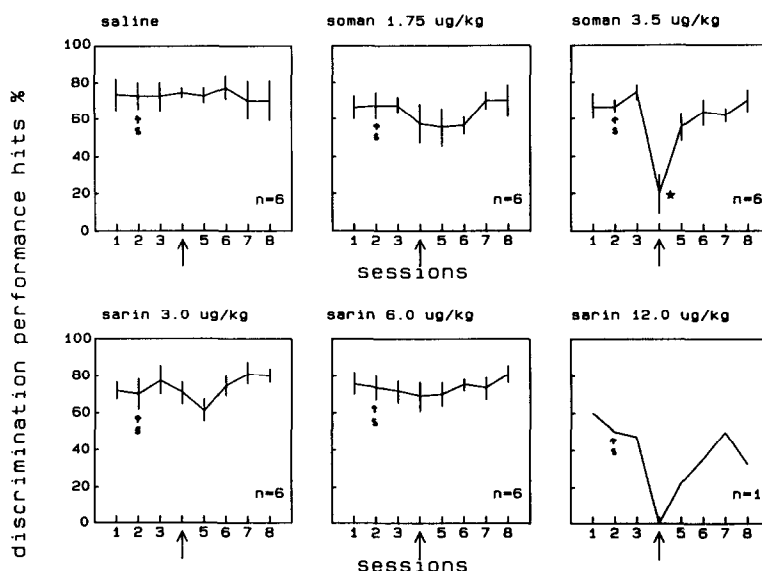 saline
soman 1.75 ug/kg
soman 3.5 ug/kg
discrimination performance hits %
100
80
60
40
20
0
s
n=6
s
n=6
s
★
n=6
1 2 3 5 6 7 8
1 2 3 5 6 7 8
1 2 3 5 6 7 8
sessions
sarin 3.0 ug/kg
sarin 6.0 ug/kg
sarin 12.0 ug/kg
100
80
60
40
20
0
s
n=6
s
n=6
s
n=1
1 2 3 5 6 7 8
1 2 3 5 6 7 8
1 2 3 5 6 7 8
sessions